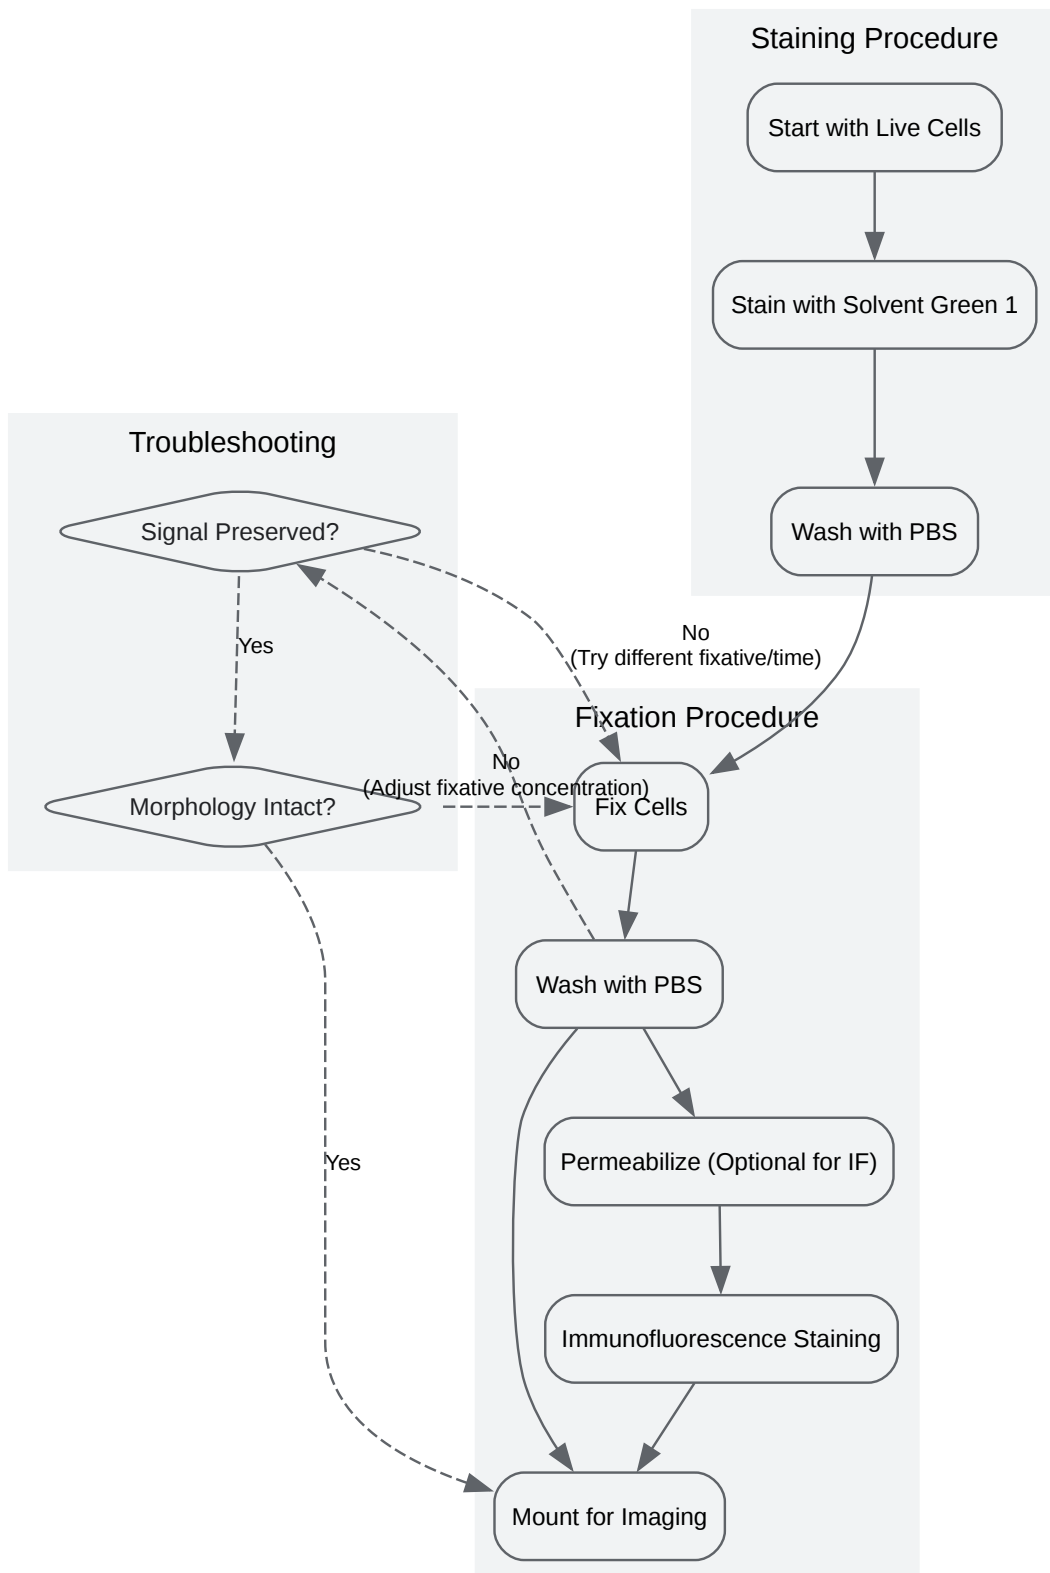 Staining Procedure
Start with Live Cells
Stain with Solvent Green 1
Wash with PBS
Troubleshooting
Signal Preserved?
Yes
Morphology Intact?
No
(Try different fixative/time)
Fixation Procedure
No
(Adjust fixative concentration)
Fix Cells
Wash with PBS
Permeabilize (Optional for IF)
Yes
Immunofluorescence Staining
Mount for Imaging